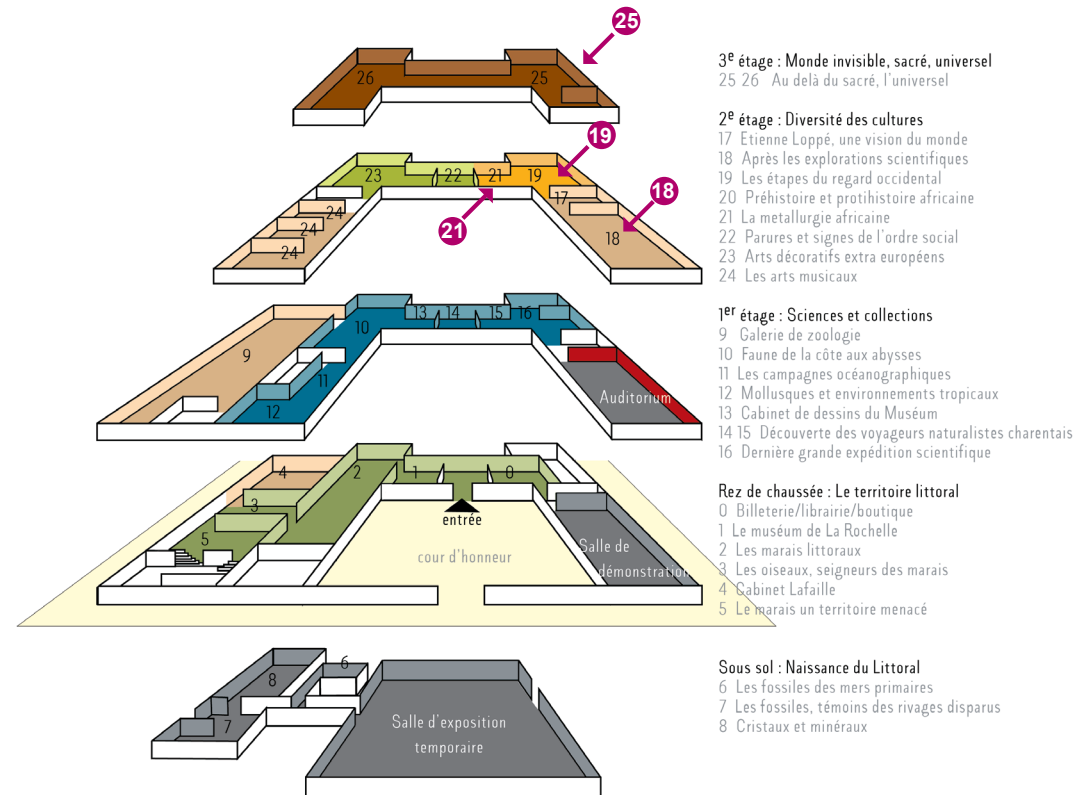 25
26
25
3e étage : Monde invisible, sacré, universel
25 26 Au delà du sacré, l'universel
19
18
21
23
22
21
19
17
18
24
24
24
2e étage : Diversité des cultures
17 Etienne Loppé, une vision du monde
18 Après les explorations scientifiques
19 Les étapes du regard occidental
20 Préhistoire et protihistoire africaine
21 La metallurgie africaine
22 Parures et signes de l'ordre social
23 Arts décoratifs extra européens
24 Les arts musicaux
13
14
15
16
10
9
11
12
Auditorium
1er étage : Sciences et collections
9 Galerie de zoologie
10 Faune de la côte aux abysses
11 Les campagnes océanographiques
12 Mollusques et environnements tropicaux
13 Cabinet de dessins du Muséum
14 15 Découverte des voyageurs naturalistes charentais
16 Dernière grande expédition scientifique
4
2
1
0
3
5
entrée
cour d'honneur
Salle de
démonstration
Rez de chaussée : Le territoire littoral
0 Billeterie/librairie/boutique
1 Le muséum de La Rochelle
2 Les marais littoraux
3 Les oiseaux, seigneurs des marais
4 Cabinet Lafaille
5 Le marais un territoire menacé
6
8
7
Salle d'exposition
temporaire
Sous sol : Naissance du Littoral
6 Les fossiles des mers primaires
7 Les fossiles, témoins des rivages disparus
8 Cristaux et minéraux